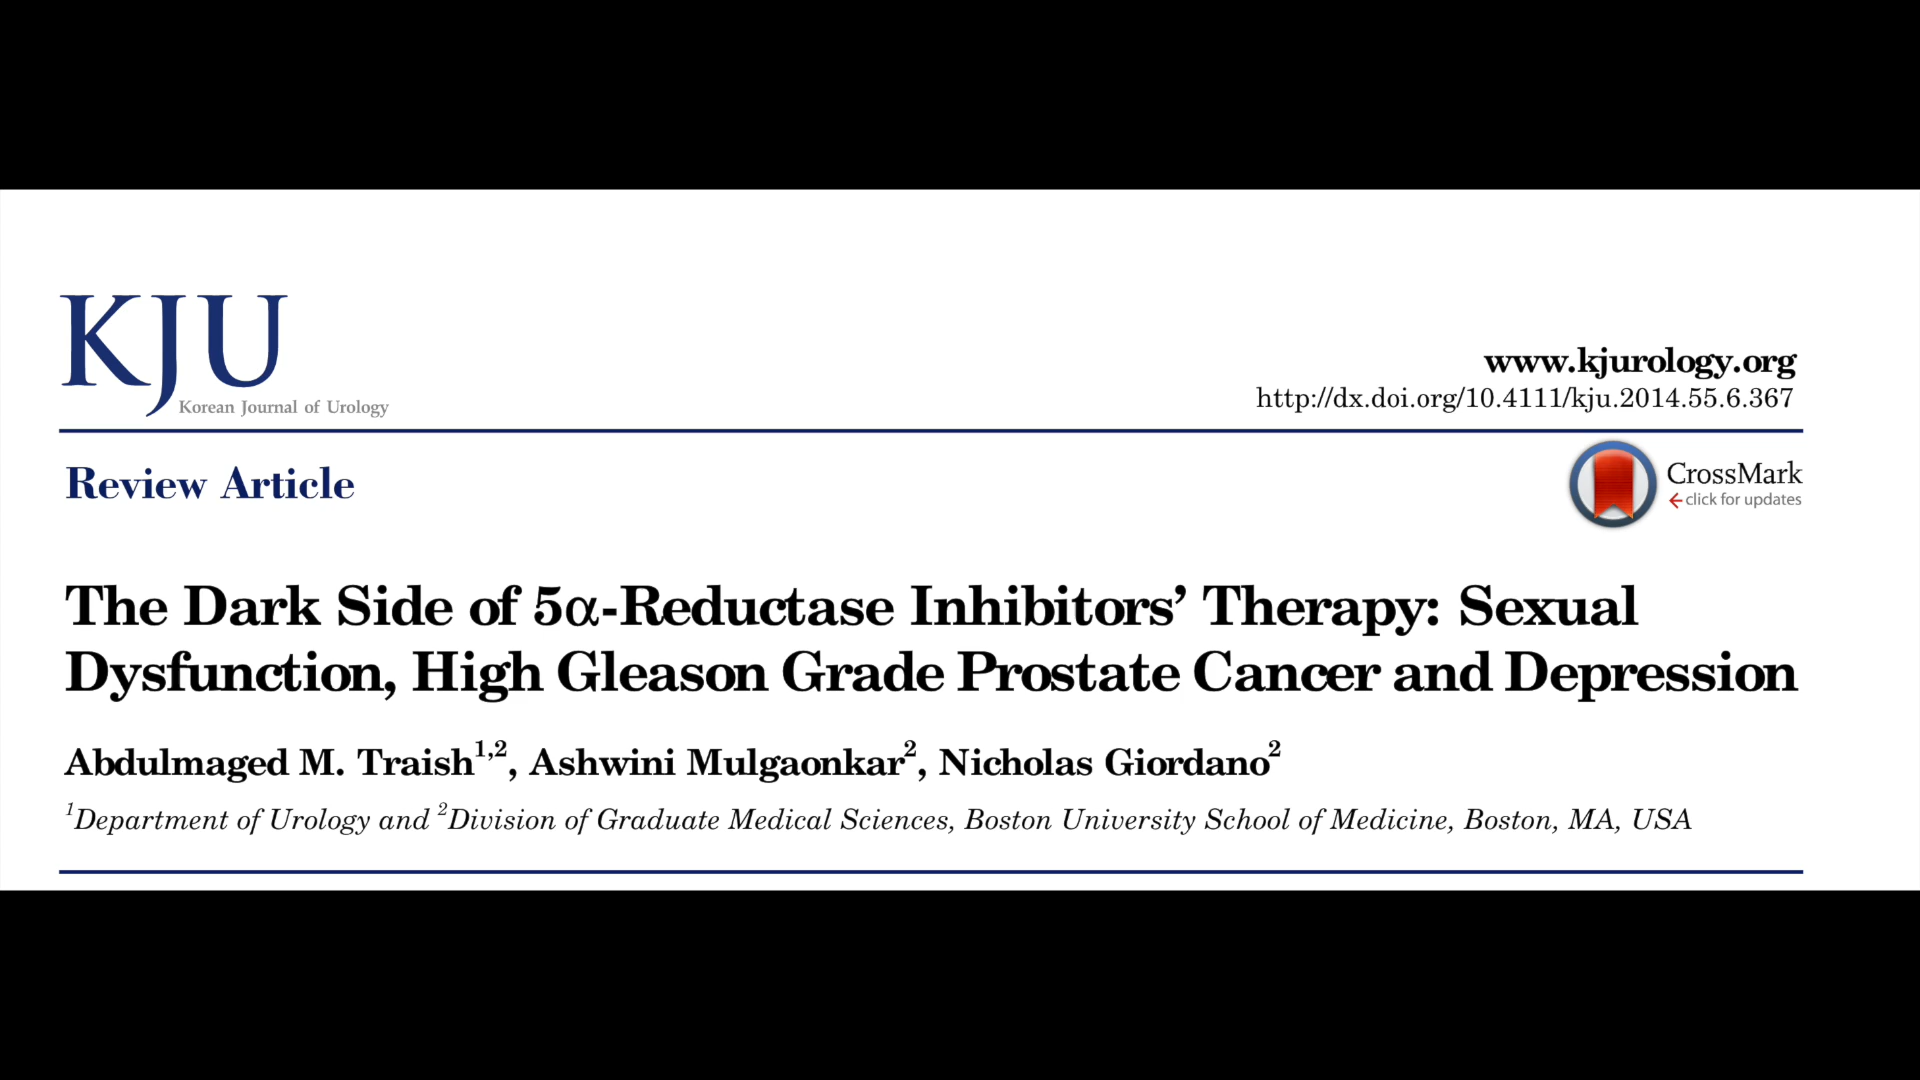 KJU
Korean Journal of Urology
www.kjurology.org
http://dx.doi.org/10.4111/kju.2014.55.6.367
Review Article
CrossMark
click for updates
The Dark Side of 5α-Reductase Inhibitors’ Therapy: Sexual
Dysfunction, High Gleason Grade Prostate Cancer and Depression
Abdulmaged M. Traish1,2, Ashwini Mulgaonkar2, Nicholas Giordano2
1Department of Urology and 2Division of Graduate Medical Sciences, Boston University School of Medicine, Boston, MA, USA